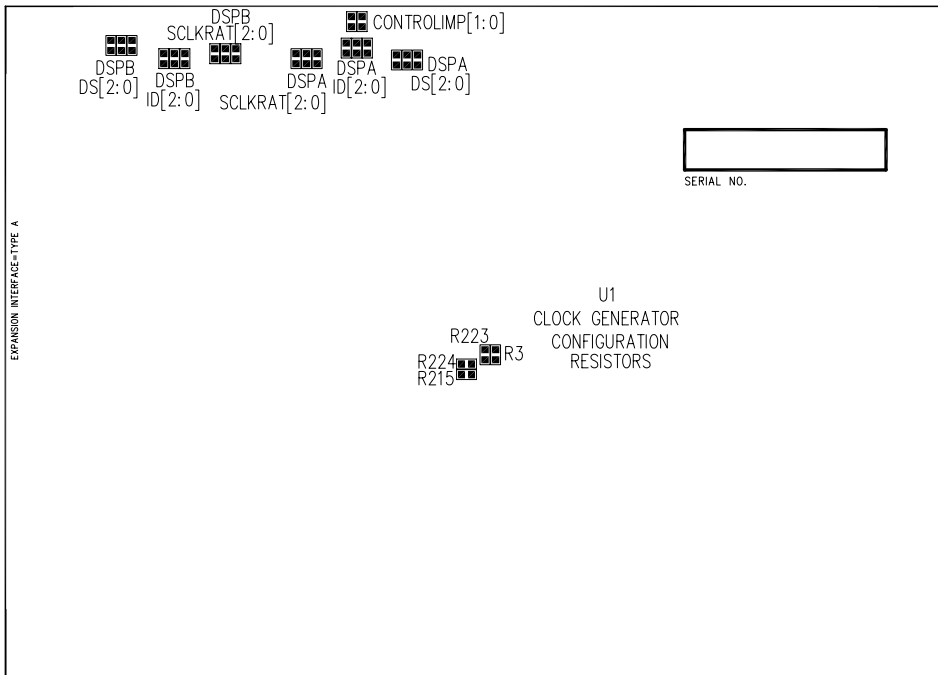 DSPB
SCLKRAT[2:0]
CONTROLIMP[1:0]
DSPB
DS[2:0]
DSPB
ID[2:0]
DSPA
SCLKRAT[2:0]
DSPA
ID[2:0]
DSPA
DS[2:0]
SERIAL NO.
EXPANSION INTERFACE=TYPE A
U1
CLOCK GENERATOR
CONFIGURATION
RESISTORS
R223
R3
R224
R215